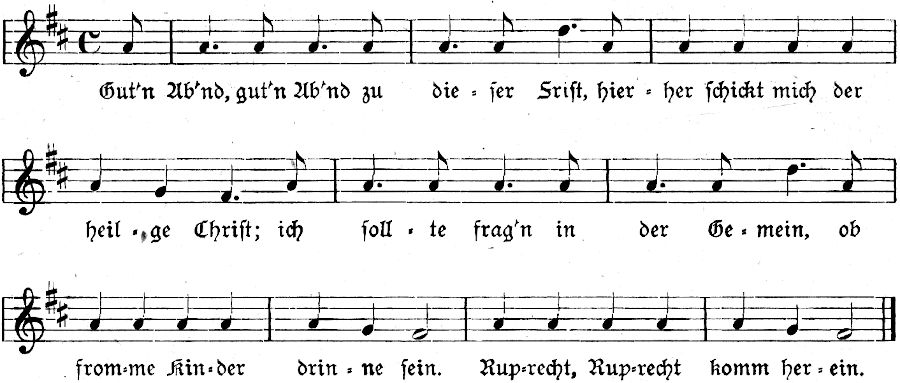 Gut'n Ab'nd, gut'n Ab'nd zu die = ser Frist, hier = her schickt mich der
heil = ge Christ; ich soll = te frag'n in der Ge = mein, ob
from=me Kin=der drin = ne sein. Rup=recht, Rup=recht komm her = ein.